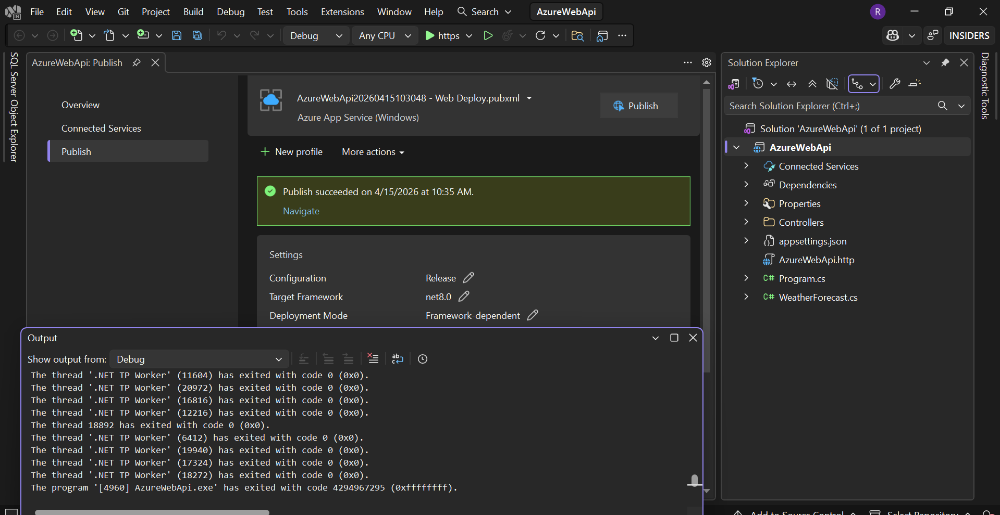 File Edit View Git Project Build Debug Test Tools Extensions Window Help Search AzureWebApi R
Debug Any CPU https INSIDERS
SQL Server Object Explorer
AzureWebApi: Publish
Overview
Connected Services
Publish
AzureWebApi20260415103048 - Web Deploy.pubxml
Azure App Service (Windows)
Publish
New profile More actions
Publish succeeded on 4/15/2026 at 10:35 AM.
Navigate
Settings
Configuration Release
Target Framework net8.0
Deployment Mode Framework-dependent
Output
Show output from: Debug
The thread '.NET TP Worker' (11604) has exited with code 0 (0x0).
The thread '.NET TP Worker' (20972) has exited with code 0 (0x0).
The thread '.NET TP Worker' (16816) has exited with code 0 (0x0).
The thread '.NET TP Worker' (12216) has exited with code 0 (0x0).
The thread 18892 has exited with code 0 (0x0).
The thread '.NET TP Worker' (6412) has exited with code 0 (0x0).
The thread '.NET TP Worker' (19940) has exited with code 0 (0x0).
The thread '.NET TP Worker' (17324) has exited with code 0 (0x0).
The thread '.NET TP Worker' (18272) has exited with code 0 (0x0).
The program '[4960] AzureWebApi.exe' has exited with code 4294967295 (0xffffffff).
Solution Explorer
Search Solution Explorer (Ctrl+;)
Solution 'AzureWebApi' (1 of 1 project)
AzureWebApi
Connected Services
Dependencies
Properties
Controllers
appsettings.json
AzureWebApi.http
C# Program.cs
C# WeatherForecast.cs
Diagnostic Tools
Add to Source Control Select Repository